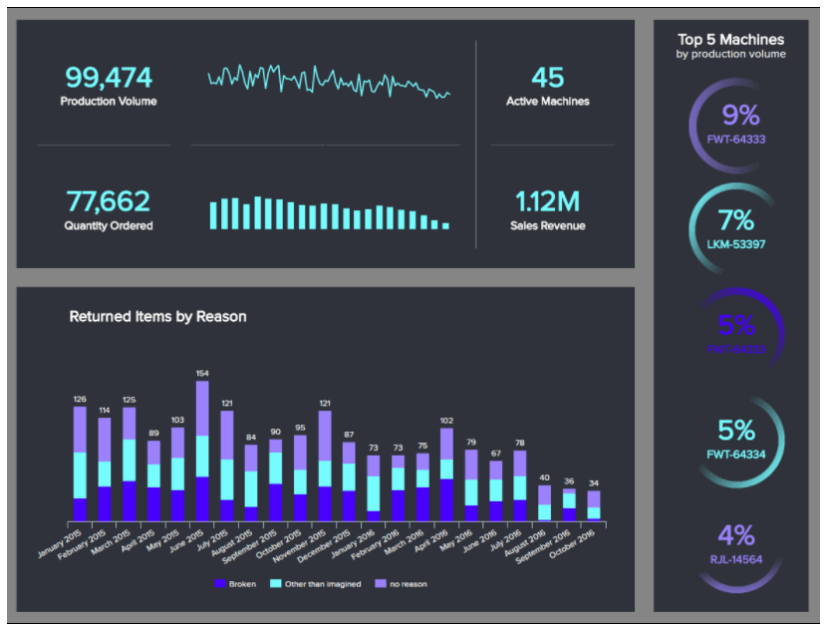 99,474
Production Volume
45
Active Machines
77,662
Quantity Ordered
1.12M
Sales Revenue
Returned Items by Reason
126
114
125
89
103
154
121
84
90
95
121
87
73
73
75
102
79
67
78
40
36
34
January 2015
February 2015
March 2015
April 2015
May 2015
June 2015
July 2015
August 2015
September 2015
October 2015
November 2015
December 2015
January 2016
February 2016
March 2016
April 2016
May 2016
June 2016
July 2016
August 2016
September 2016
October 2016
Broken
Other than imagined
no reason
Top 5 Machines
by production volume
9%
FWT-64333
7%
LKM-53397
5%
5%
FWT-64334
4%
RJL-14564